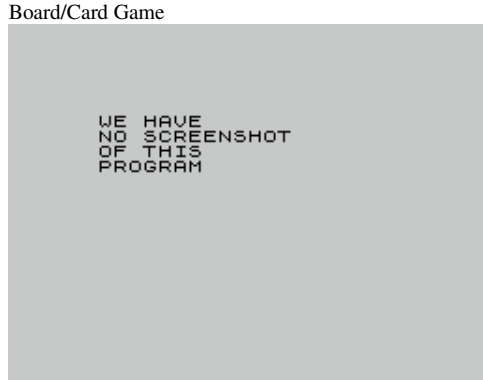 Board/Card Game
WE HAVE
NO SCREENSHOT
OF THIS
PROGRAM